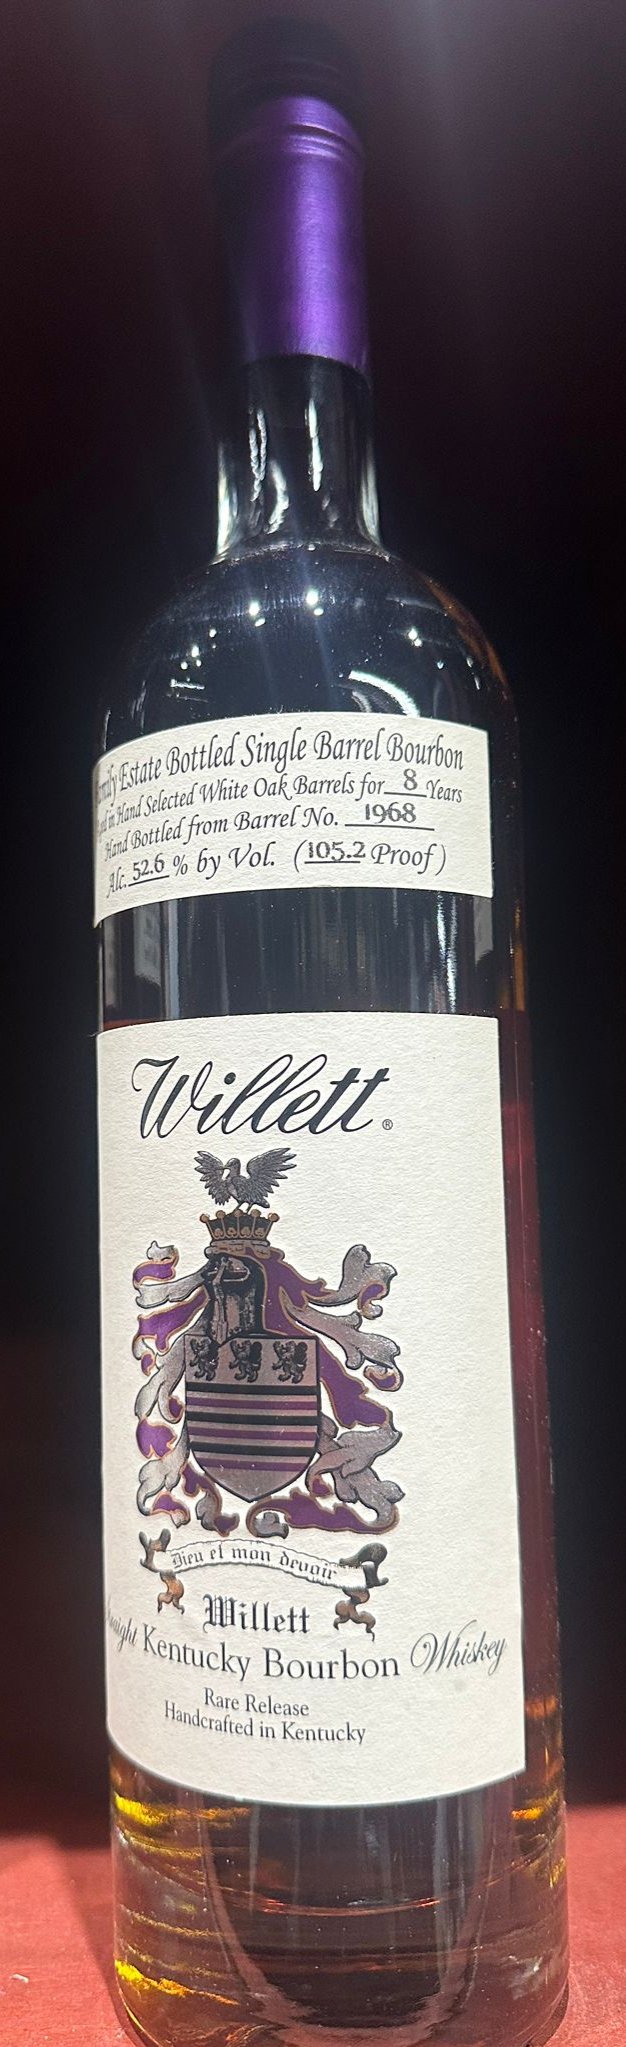 Estate Bottled Single Barrel Bourbon
in Hand Selected White Oak Barrels for 8 Years
Hand Bottled from Barrel No. 1968
Alc. 52.6 % by Vol. (105.2 Proof)
Willett®
Dieu et mon devoir
Willett
Kentucky Bourbon Whiskey
Rare Release
Handcrafted in Kentucky